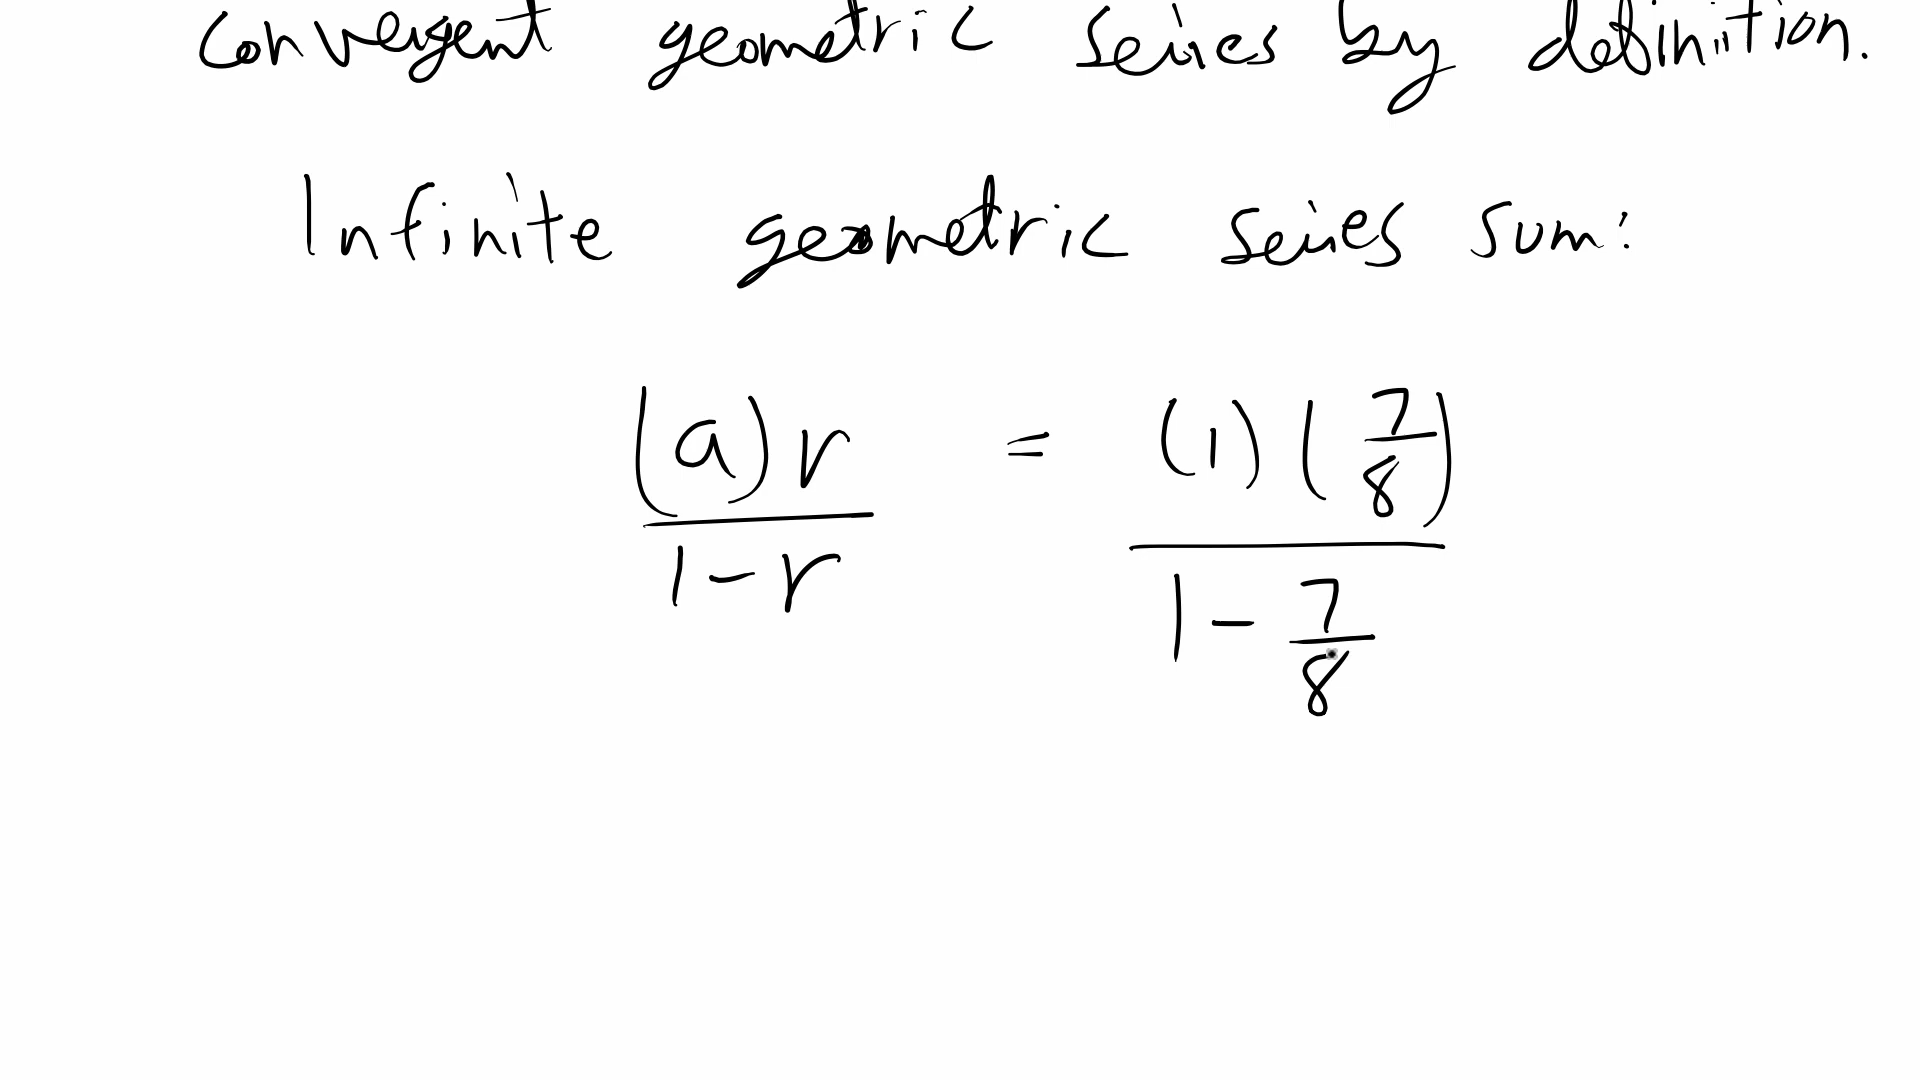 convergent geometric series by definition.
Infinite geometric series sum:
(a)r / 1-r = (1)(7/8) / 1 - 7/8